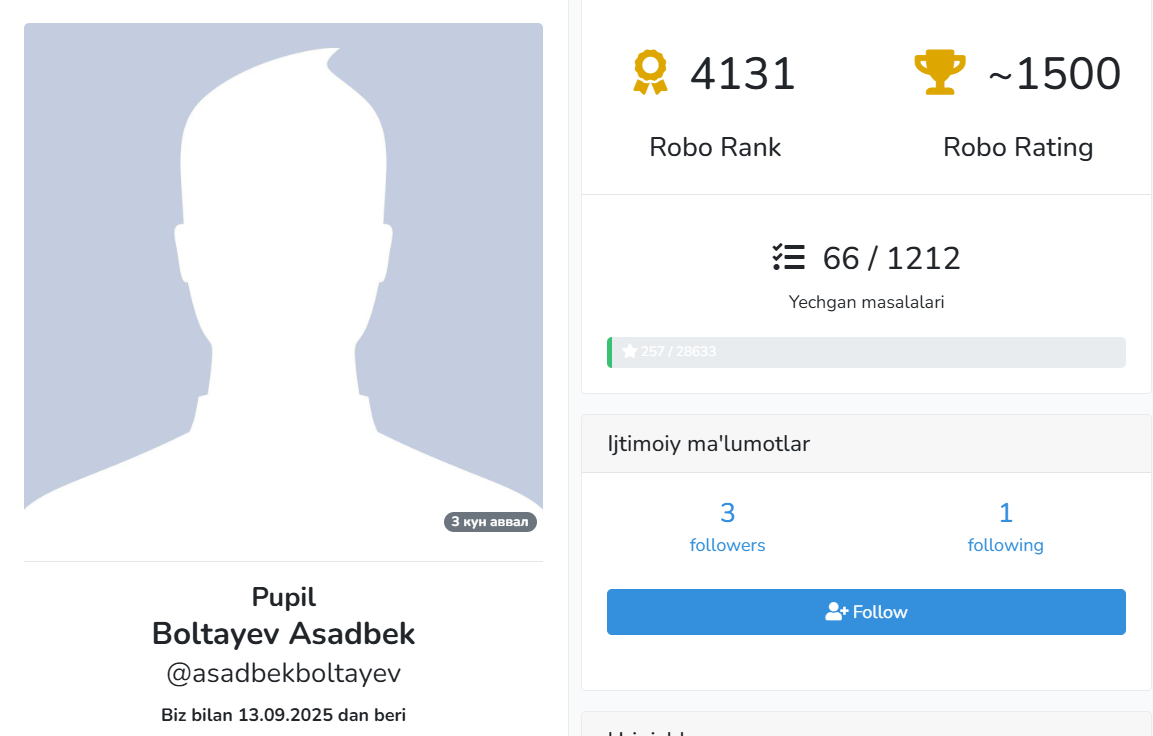 3 кун аввал
Pupil
Boltayev Asadbek
@asadbekboltayev
Biz bilan 13.09.2025 dan beri
4131
Robo Rank
~1500
Robo Rating
66 / 1212
Yechgan masalalari
257 / 28633
Ijtimoiy ma'lumotlar
3
followers
1
following
Follow